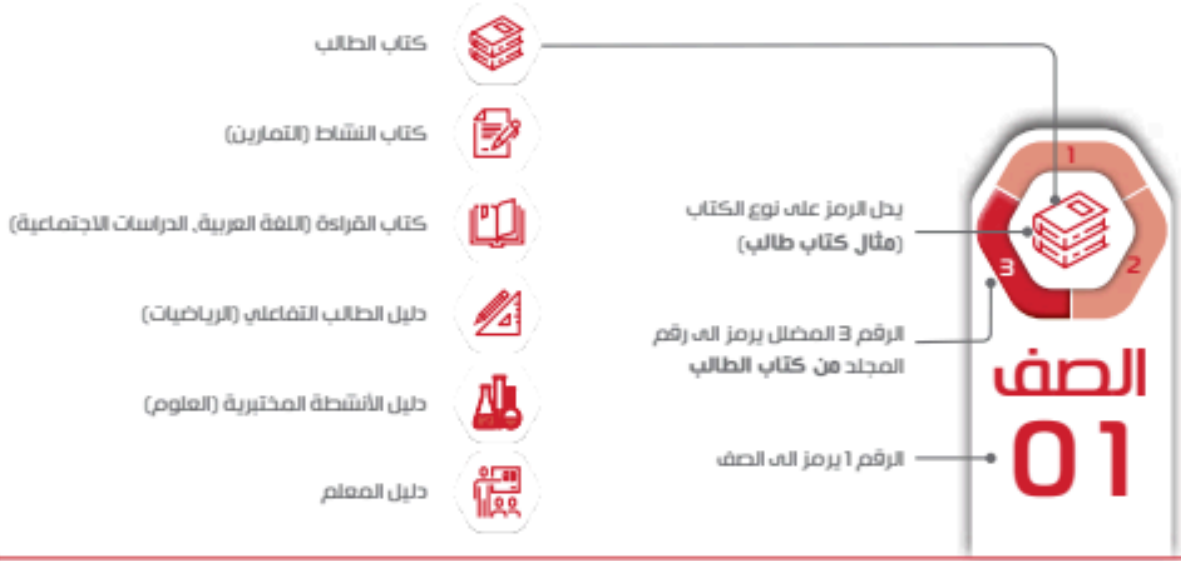 1
2
3
الصف
01
يدل الرمز على نوع الكتاب
(مثال كتاب طالب)
الرقم 3 المضلل يرمز الى رقم
المجلد من كتاب الطالب
الرقم 1 يرمز الى الصف
كتاب الطالب
كتاب النشاط (التمارين)
كتاب القراءة (اللغة العربية، الدراسات الاجتماعية)
دليل الطالب التفاعلي (الرياضيات)
دليل الأنشطة المختبرية (العلوم)
دليل المعلم